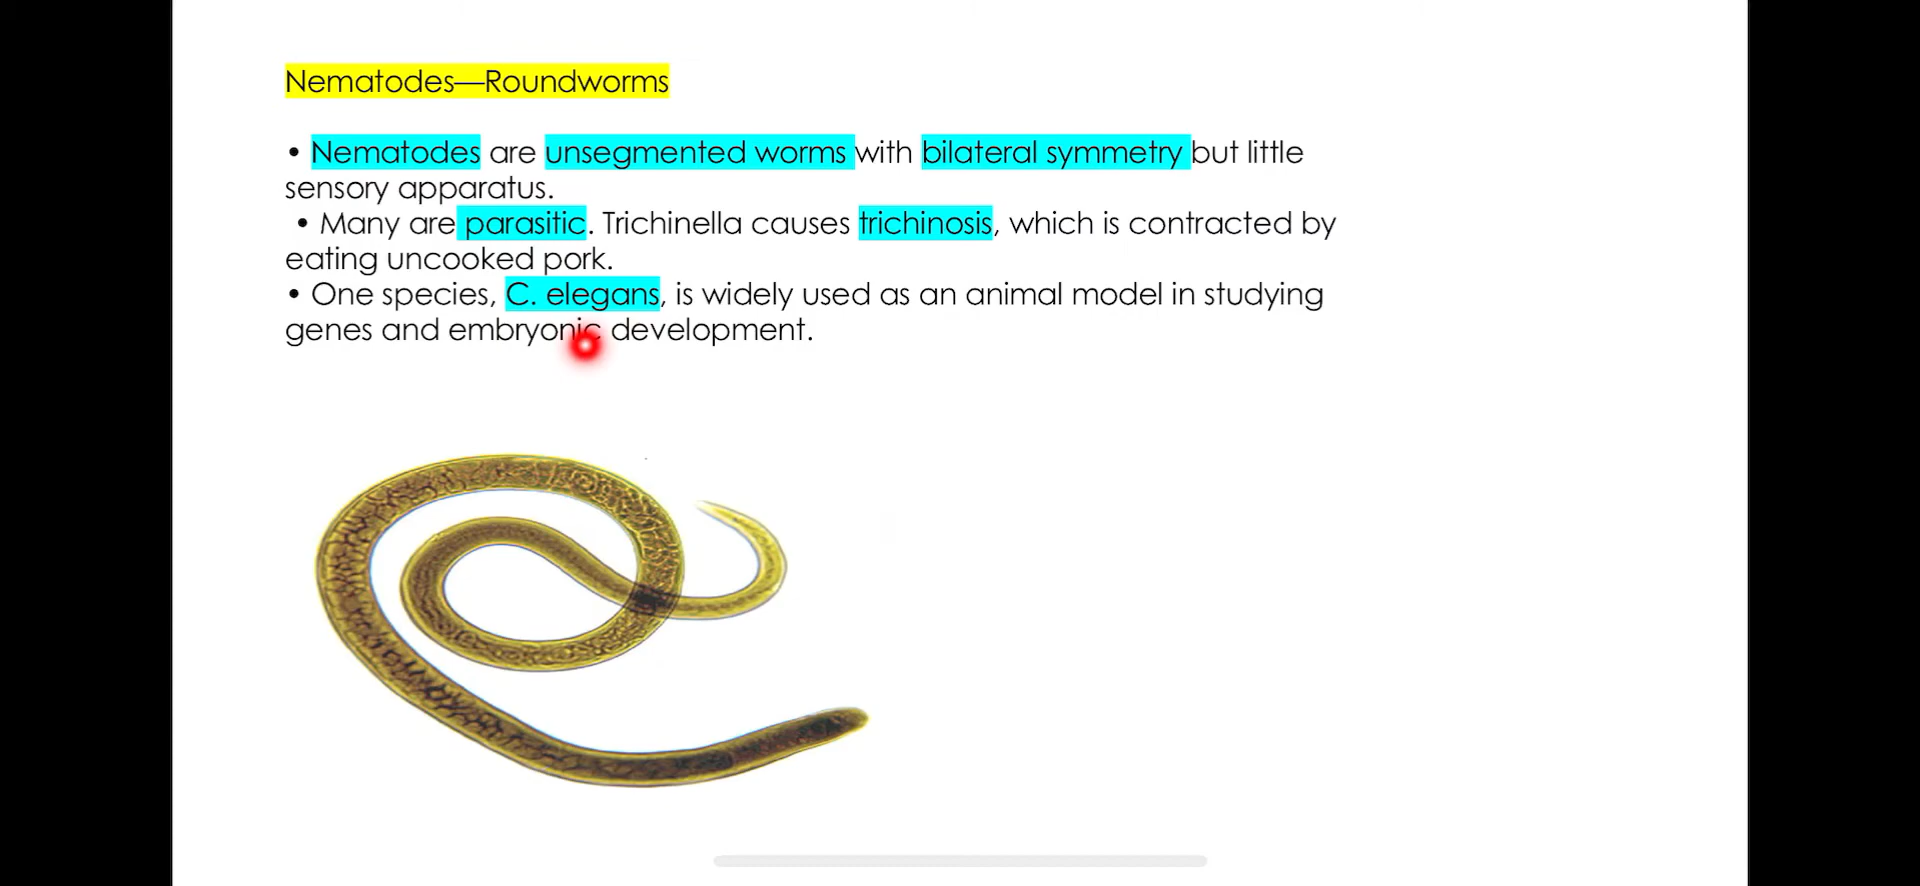 Nematodes—Roundworms
• Nematodes are unsegmented worms with bilateral symmetry but little
sensory apparatus.
• Many are parasitic. Trichinella causes trichinosis, which is contracted by
eating uncooked pork.
• One species, C. elegans, is widely used as an animal model in studying
genes and embryonic development.